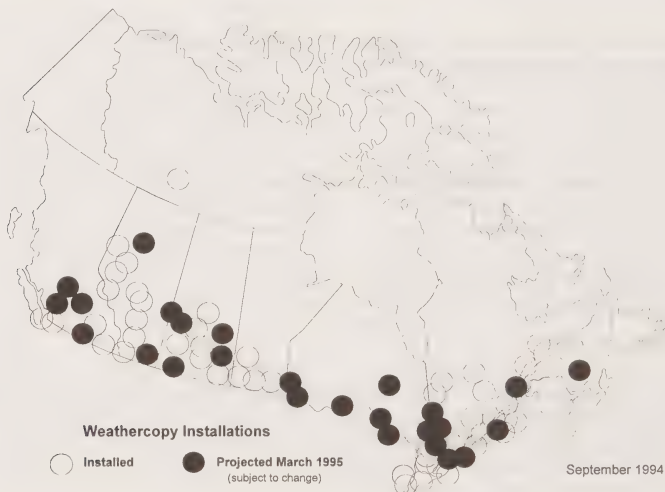 Weathercopy Installations
Installed
Projected March 1995
(subject to change)
September 1994